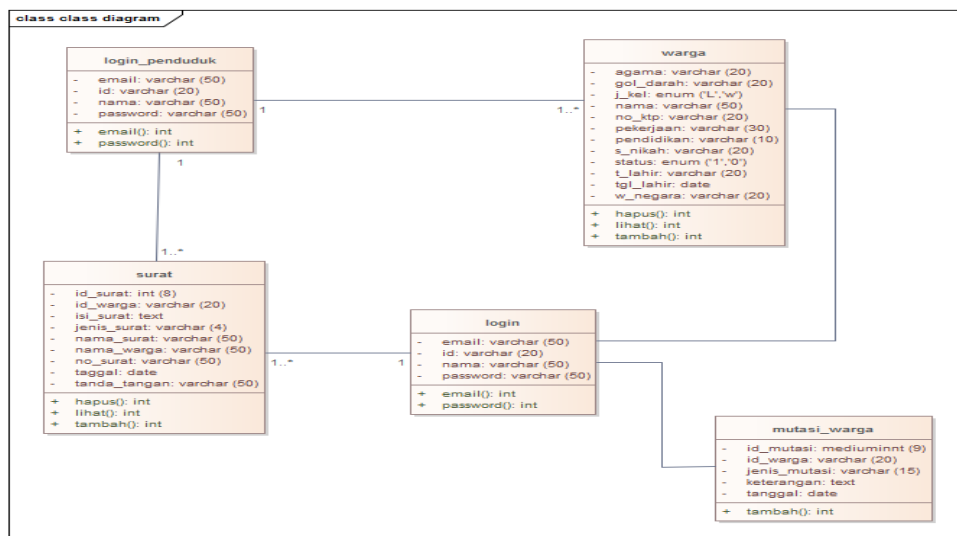 class class diagram
login_penduduk
- email: varchar (50)
- id: varchar (20)
- nama: varchar (50)
- password: varchar (50)
+ email(): int
+ password(): int
1
1..*
1
1..*
warga
- agama: varchar (20)
- gol_darah: varchar (20)
- j_kel: enum ('L','w')
- nama: varchar (50)
- no_ktp: varchar (20)
- pekerjaan: varchar (30)
- pendidikan: varchar (10)
- s_nikah: varchar (20)
- status: enum ('1','0')
- t_lahir: varchar (20)
- tgl_lahir: date
- w_negara: varchar (20)
+ hapus(): int
+ lihat(): int
+ tambah(): int
surat
- id_surat: int (8)
- id_warga: varchar (20)
- isi_surat: text
- jenis_surat: varchar (4)
- nama_surat: varchar (50)
- nama_warga: varchar (50)
- no_surat: varchar (50)
- taggal: date
- tanda_tangan: varchar (50)
+ hapus(): int
+ lihat(): int
+ tambah(): int
1..*
1
login
- email: varchar (50)
- id: varchar (20)
- nama: varchar (50)
- password: varchar (50)
+ email(): int
+ password(): int
mutasi_warga
- id_mutasi: mediuminnt (9)
- id_warga: varchar (20)
- jenis_mutasi: varchar (15)
- keterangan: text
- tanggal: date
+ tambah(): int